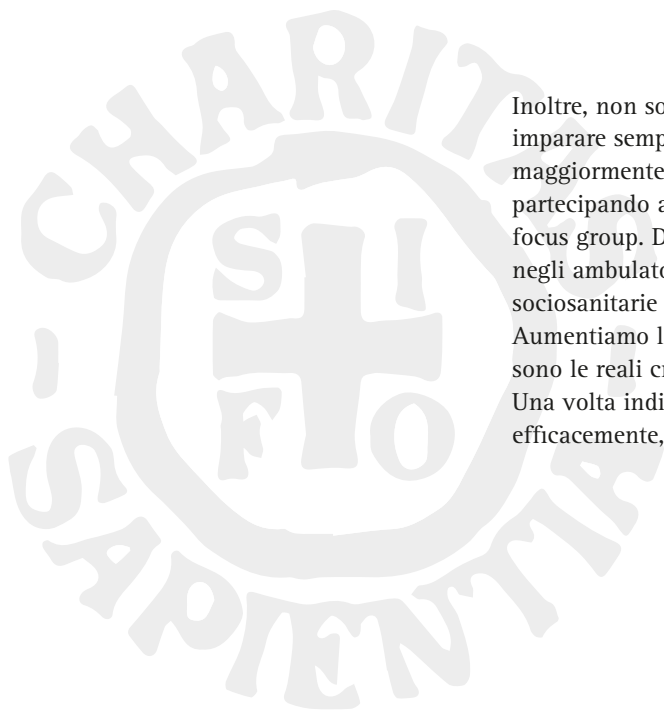 CHARITAS
Inoltre, non so
imparare semp
maggiormente
partecipando a
focus group. D
negli ambulato
sociosanitarie
Aumentiamo l
sono le reali cr
Una volta indi
efficacemente,
S I
F O
- SAPIENTIA -